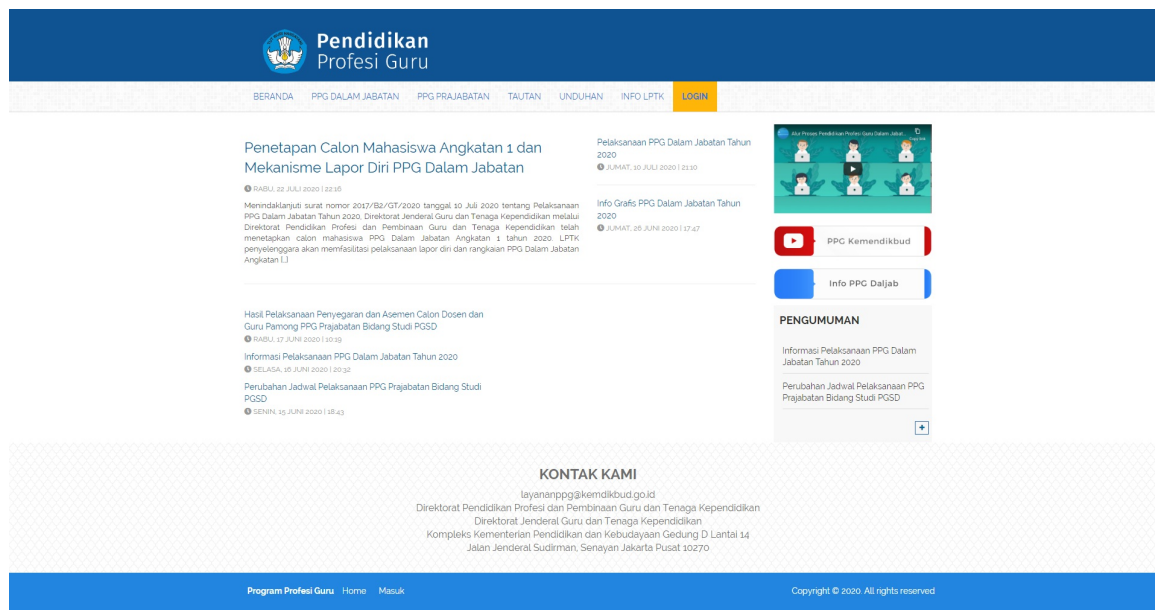 Pendidikan
Profesi Guru
BERANDA PPG DALAM JABATAN PPG PRAJABATAN TAUTAN UNDUHAN INFO LPTK LOGIN
Penetapan Calon Mahasiswa Angkatan 1 dan
Mekanisme Lapor Diri PPG Dalam Jabatan
RABU, 22 JULI 2020 | 22:16
Menindaklanjuti surat nomor 2017/B2/GT/2020 tanggal 10 Juli 2020 tentang Pelaksanaan
PPG Dalam Jabatan Tahun 2020, Direktorat Jenderal Guru dan Tenaga Kependidikan melalui
Direktorat Pendidikan Profesi dan Pembinaan Guru dan Tenaga Kependidikan telah
menetapkan calon mahasiswa PPG Dalam Jabatan Angkatan 1 tahun 2020. LPTK
penyelenggara akan memfasilitasi pelaksanaan lapor diri dan rangkaian PPG Dalam Jabatan
Angkatan [...]
Pelaksanaan PPG Dalam Jabatan Tahun
2020
JUMAT, 10 JULI 2020 | 21:10
Info Grafis PPG Dalam Jabatan Tahun
2020
JUMAT, 26 JUNI 2020 | 17:47
Hasil Pelaksanaan Penyegaran dan Asemen Calon Dosen dan
Guru Pamong PPG Prajabatan Bidang Studi PGSD
RABU, 17 JUNI 2020 | 10:19
Informasi Pelaksanaan PPG Dalam Jabatan Tahun 2020
SELASA, 16 JUNI 2020 | 20:32
Perubahan Jadwal Pelaksanaan PPG Prajabatan Bidang Studi
PGSD
SENIN, 15 JUNI 2020 | 18:43
Alur Proses Pendidikan Profesi Guru Dalam Jabat...
PPG Kemendikbud
Info PPG Daljab
PENGUMUMAN
Informasi Pelaksanaan PPG Dalam
Jabatan Tahun 2020
Perubahan Jadwal Pelaksanaan PPG
Prajabatan Bidang Studi PGSD
+
KONTAK KAMI
layananppg@kemdikbud.go.id
Direktorat Pendidikan Profesi dan Pembinaan Guru dan Tenaga Kependidikan
Direktorat Jenderal Guru dan Tenaga Kependidikan
Kompleks Kementerian Pendidikan dan Kebudayaan Gedung D Lantai 14
Jalan Jenderal Sudirman, Senayan Jakarta Pusat 10270
Program Profesi Guru Home Masuk
Copyright © 2020. All rights reserved